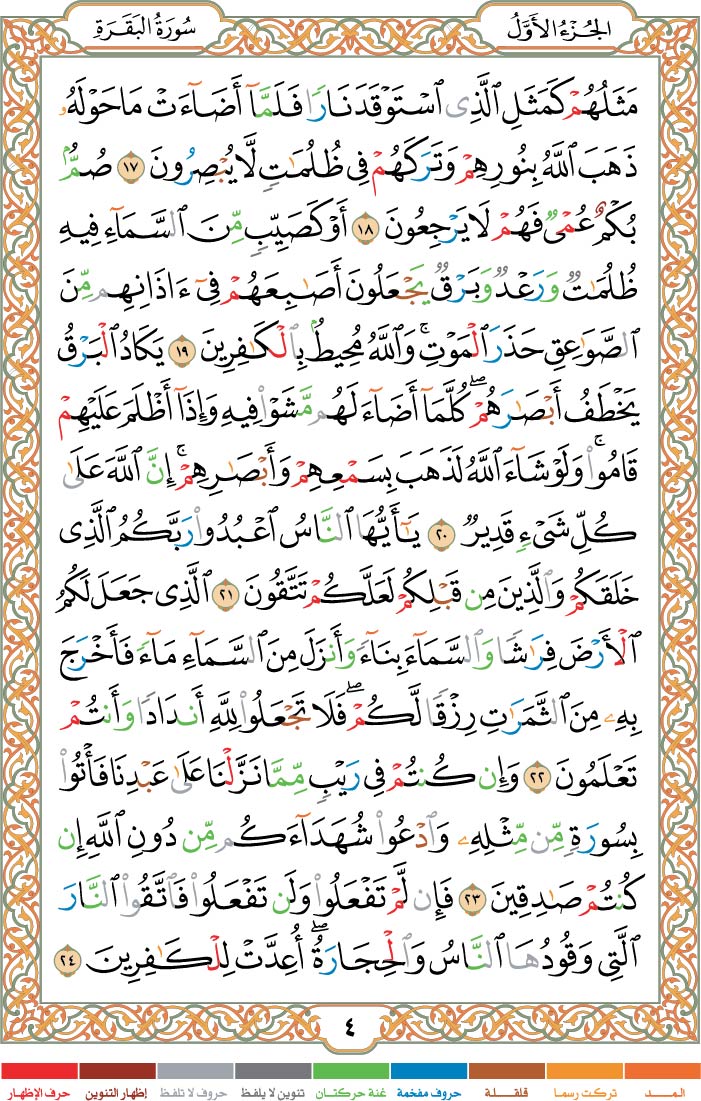 الجُزْءُ الأَوَّلُ
سُورَةُ البَقَرَةِ
مَثَلُهُمْ كَمَثَلِ ٱلَّذِى ٱسْتَوْقَدَ نَارًا فَلَمَّآ أَضَآءَتْ مَا حَوْلَهُۥ
ذَهَبَ ٱللَّهُ بِنُورِهِمْ وَتَرَكَهُمْ فِى ظُلُمَٰتٍ لَّا يُبْصِرُونَ ١٧ صُمٌّۢ
بُكْمٌ عُمْىٌ فَهُمْ لَا يَرْجِعُونَ ١٨ أَوْ كَصَيِّبٍ مِّنَ ٱلسَّمَآءِ فِيهِ
ظُلُمَٰتٌ وَرَعْدٌ وَبَرْقٌ يَجْعَلُونَ أَصَٰبِعَهُمْ فِىٓ ءَاذَانِهِم مِّنَ
ٱلصَّوَٰعِقِ حَذَرَ ٱلْمَوْتِ ۚ وَٱللَّهُ مُحِيطٌۢ بِٱلْكَٰفِرِينَ ١٩ يَكَادُ ٱلْبَرْقُ
يَخْطَفُ أَبْصَٰرَهُمْ ۖ كُلَّمَآ أَضَآءَ لَهُم مَّشَوْا۟ فِيهِ وَإِذَآ أَظْلَمَ عَلَيْهِمْ
قَامُوا۟ ۚ وَلَوْ شَآءَ ٱللَّهُ لَذَهَبَ بِسَمْعِهِمْ وَأَبْصَٰرِهِمْ ۚ إِنَّ ٱللَّهَ عَلَىٰ
كُلِّ شَىْءٍ قَدِيرٌ ٢٠ يَٰٓأَيُّهَا ٱلنَّاسُ ٱعْبُدُوا۟ رَبَّكُمُ ٱلَّذِى
خَلَقَكُمْ وَٱلَّذِينَ مِن قَبْلِكُمْ لَعَلَّكُمْ تَتَّقُونَ ٢١ ٱلَّذِى جَعَلَ لَكُمُ
ٱلْأَرْضَ فِرَٰشًا وَٱلسَّمَآءَ بِنَآءً وَأَنزَلَ مِنَ ٱلسَّمَآءِ مَآءً فَأَخْرَجَ
بِهِۦ مِنَ ٱلثَّمَرَٰتِ رِزْقًا لَّكُمْ ۖ فَلَا تَجْعَلُوا۟ لِلَّهِ أَندَادًا وَأَنتُمْ
تَعْلَمُونَ ٢٢ وَإِن كُنتُمْ فِى رَيْبٍ مِّمَّا نَزَّلْنَا عَلَىٰ عَبْدِنَا فَأْتُوا۟
بِسُورَةٍ مِّن مِّثْلِهِۦ وَٱدْعُوا۟ شُهَدَآءَكُم مِّن دُونِ ٱللَّهِ إِن
كُنتُمْ صَٰدِقِينَ ٢٣ فَإِن لَّمْ تَفْعَلُوا۟ وَلَن تَفْعَلُوا۟ فَٱتَّقُوا۟ ٱلنَّارَ
ٱلَّتِى وَقُودُهَا ٱلنَّاسُ وَٱلْحِجَارَةُ ۖ أُعِدَّتْ لِلْكَٰفِرِينَ ٢٤
٤
المـــد
تركت رسما
قلقـــلة
حروف مفخمة
غنة حركتان
تنوين لا يلفظ
حروف لا تلفظ
إظهار التنوين
حرف الإظهار